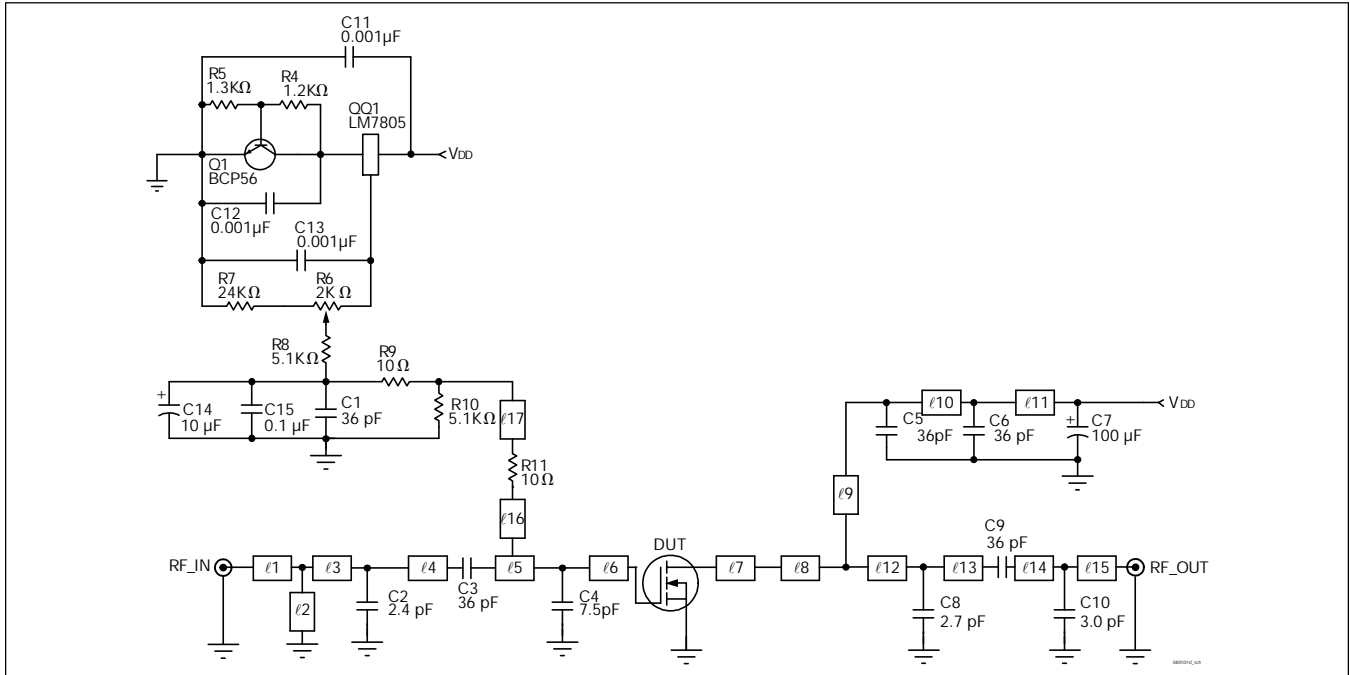 C11
0.001µF
R5
1.3KΩ
R4
1.2KΩ
QQ1
LM7805
VDD
Q1
BCP56
C12
0.001µF
C13
0.001µF
R7
24KΩ
R6
2K Ω
R8
5.1KΩ
R9
10Ω
+
C14
10 µF
C15
0.1 µF
C1
36 pF
R10
5.1KΩ
ℓ17
R11
10Ω
ℓ16
ℓ10
ℓ11
VDD
C5
36pF
C6
36 pF
+
C7
100 µF
ℓ9
DUT
C9
36 pF
RF_IN
ℓ1
ℓ3
ℓ4
ℓ5
ℓ6
ℓ7
ℓ8
ℓ12
ℓ13
ℓ14
ℓ15
RF_OUT
ℓ2
C2
2.4 pF
C3
36 pF
C4
7.5pF
C8
2.7 pF
C10
3.0 pF